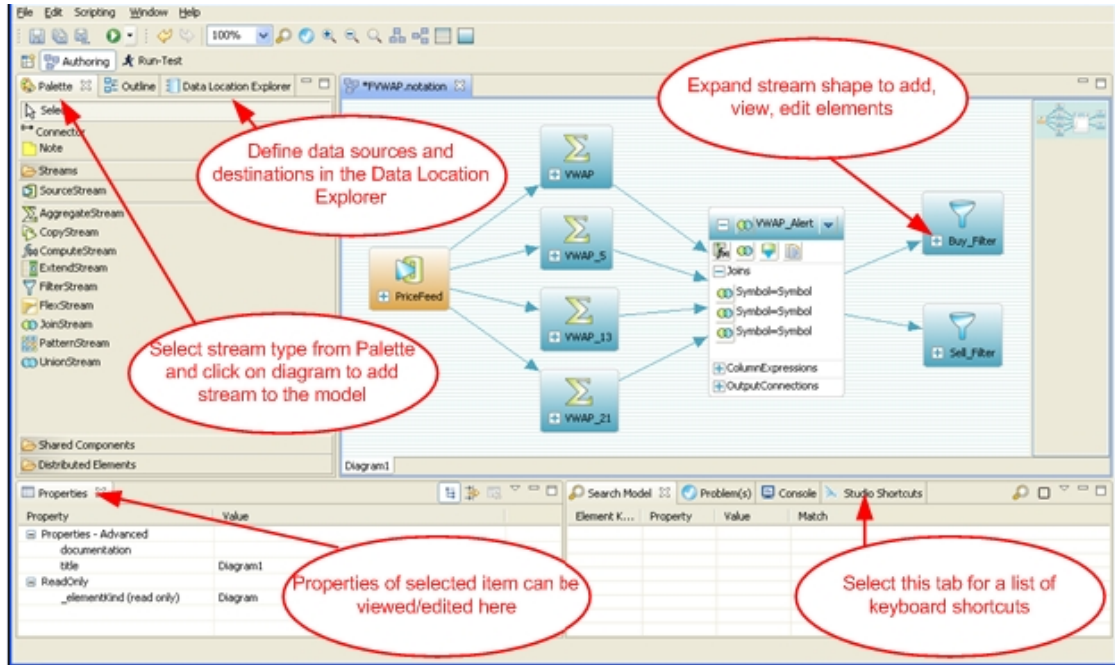 File Edit Scripting Window Help
100%
Authoring Run-Test
Palette Outline Data Location Explorer
*FVWAP.notation
Select
Connector
Note
Streams
SourceStream
AggregateStream
CopyStream
ComputeStream
ExtendStream
FilterStream
FlexStream
JoinStream
PatternStream
UnionStream
Shared Components
Distributed Elements
Define data sources and
destinations in the Data Location
Explorer
Select stream type from Palette
and click on diagram to add
stream to the model
Expand stream shape to add,
view, edit elements
PriceFeed
VWAP
VWAP_5
VWAP_13
VWAP_21
VWAP_Alert
Joins
Symbol=Symbol
Symbol=Symbol
Symbol=Symbol
ColumnExpressions
OutputConnections
Buy_Filter
Sell_Filter
Diagram1
Properties
Property Value
Properties - Advanced
documentation
title Diagram1
ReadOnly
_elementKind (read only) Diagram
Properties of selected item can be
viewed/edited here
Search Model Problem(s) Console Studio Shortcuts
Element K... Property Value Match
Select this tab for a list of
keyboard shortcuts